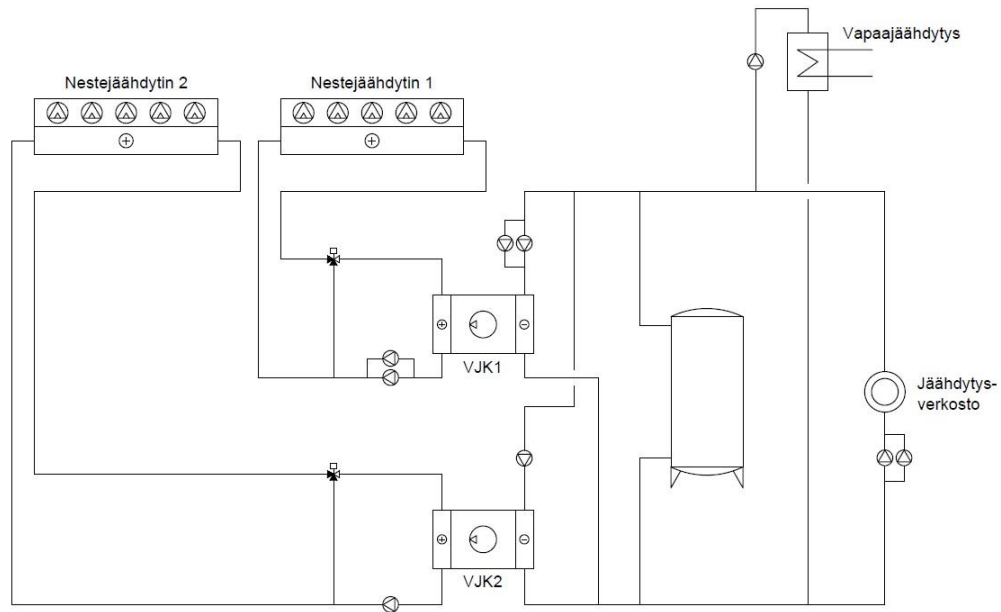 Vapaajäähdytys
Nestejäähdytin 2
Nestejäähdytin 1
VJK1
Jäähdytys-
verkosto
VJK2